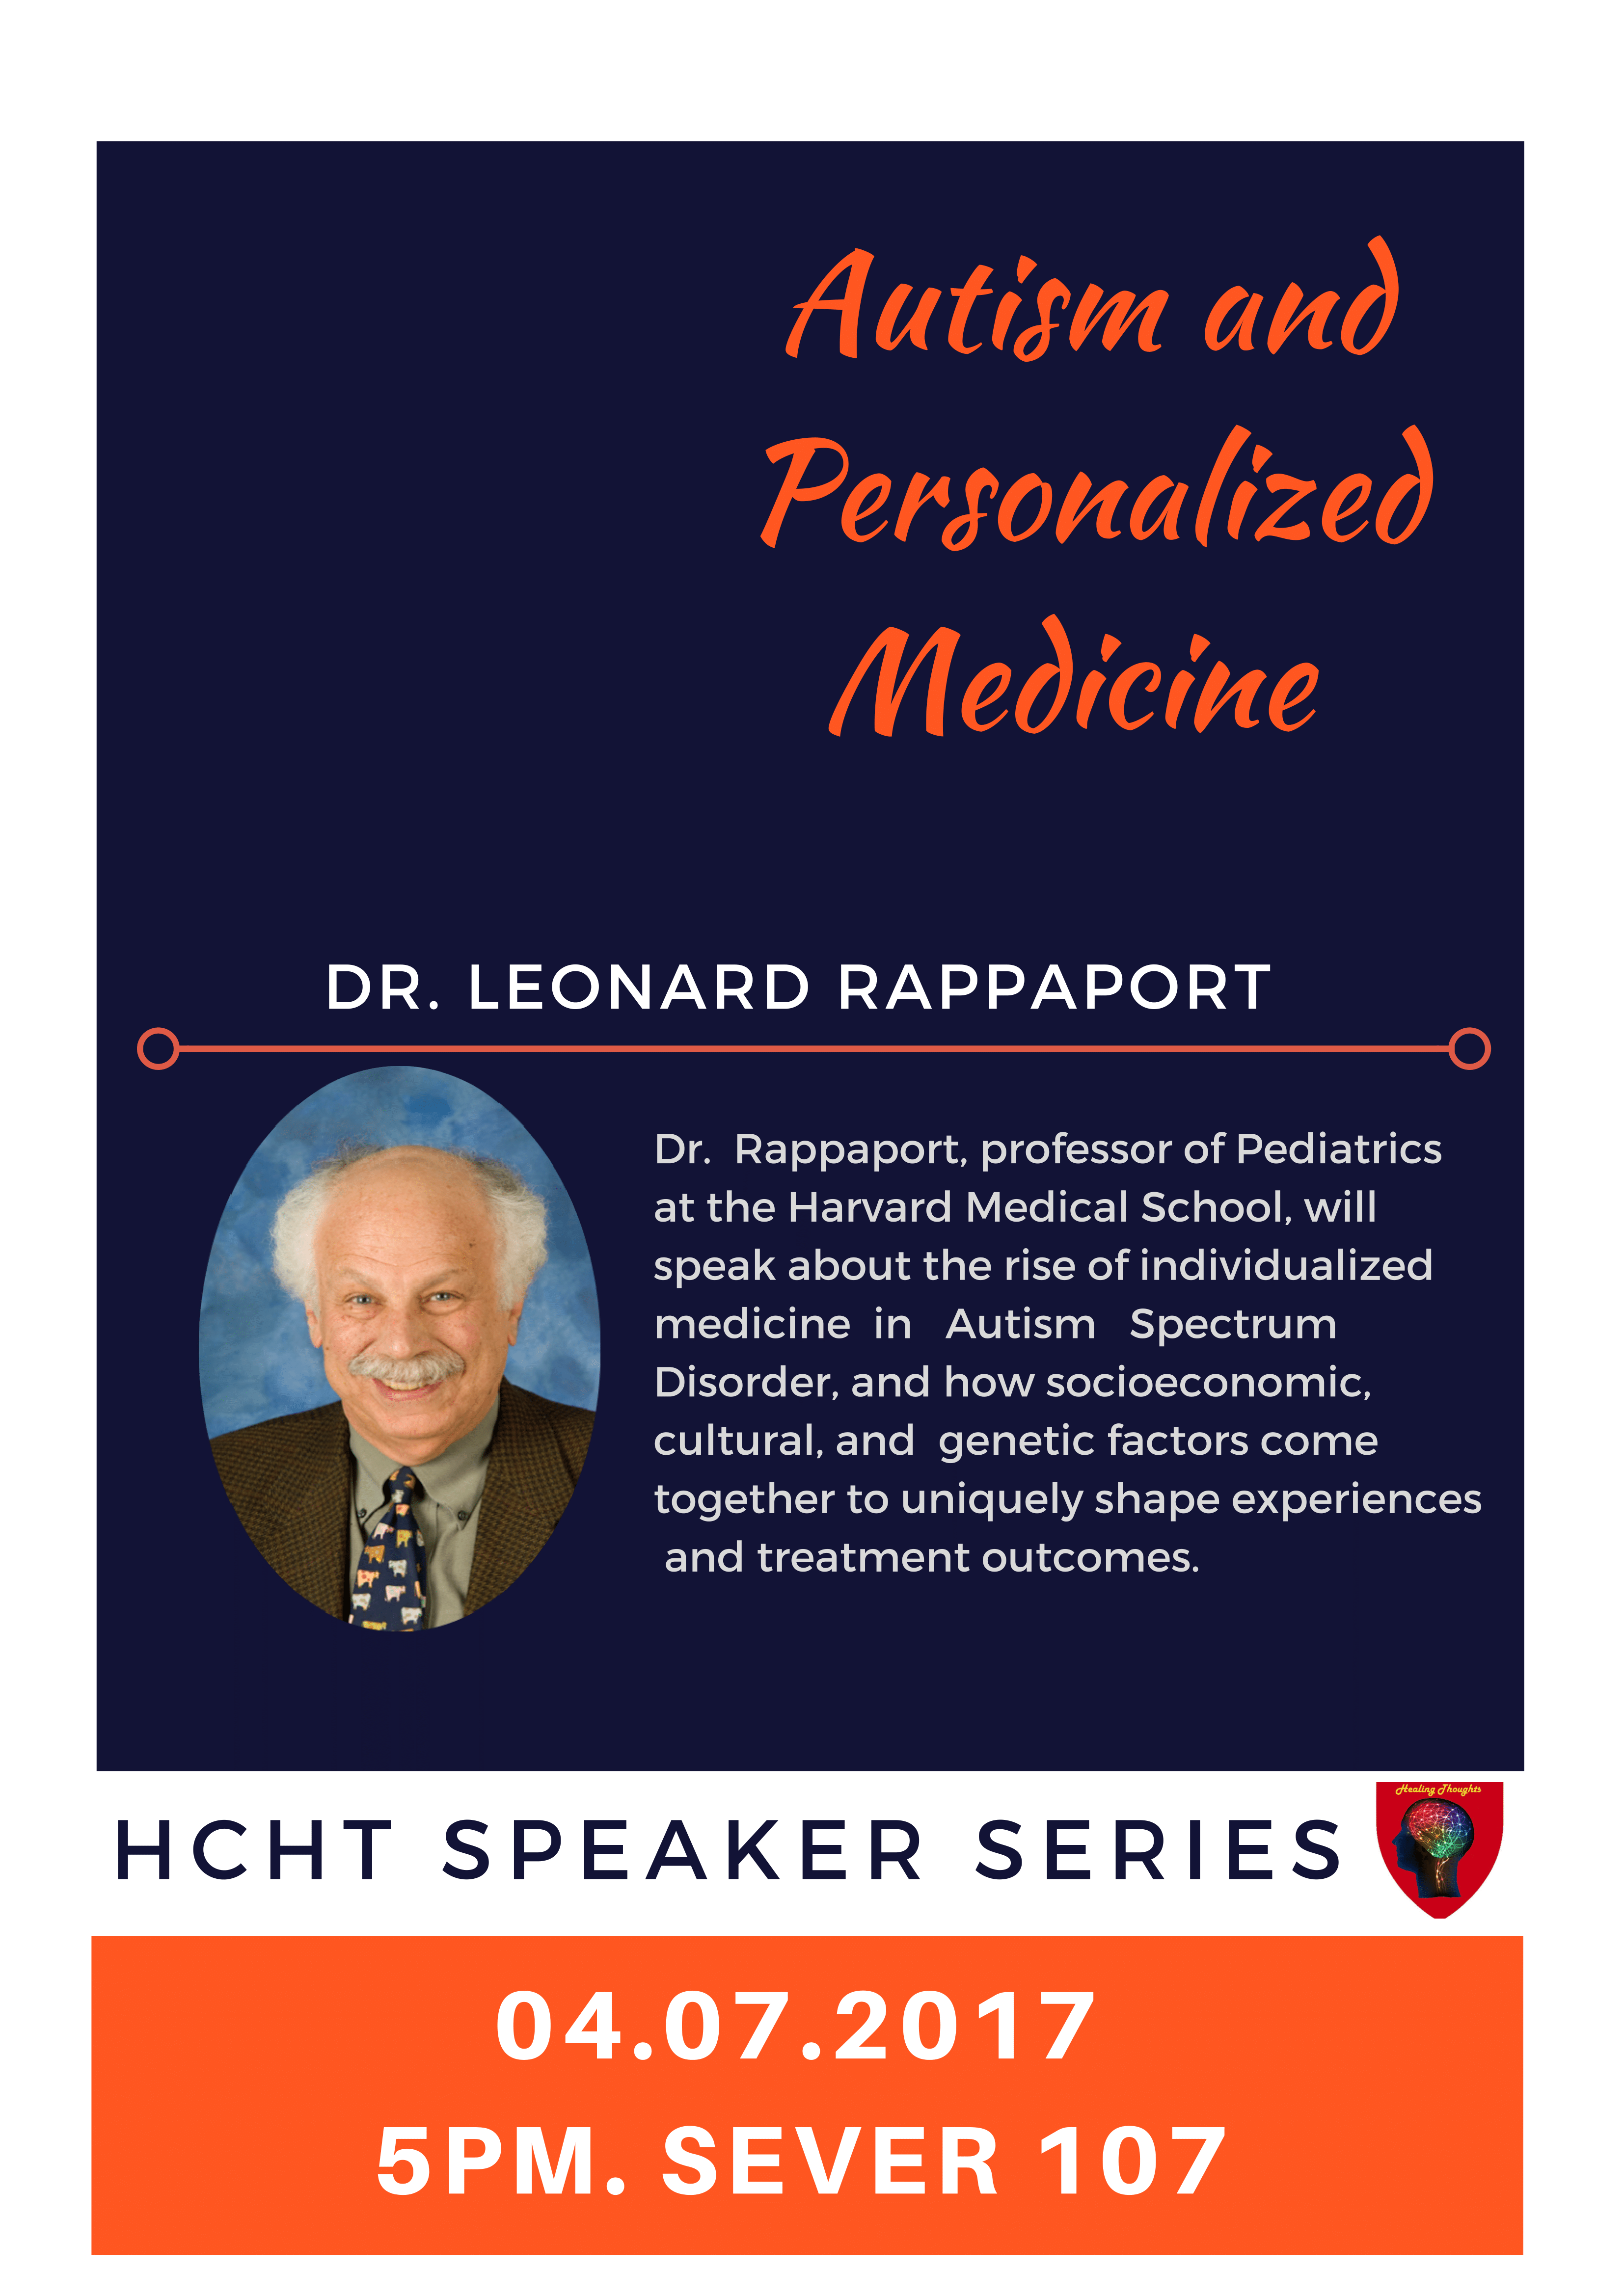 Autism and
Personalized
Medicine
DR. LEONARD RAPPAPORT
Dr. Rappaport, professor of Pediatrics
at the Harvard Medical School, will
speak about the rise of individualized
medicine in Autism Spectrum
Disorder, and how socioeconomic,
cultural, and genetic factors come
together to uniquely shape experiences
and treatment outcomes.
HCHT SPEAKER SERIES
Healing Thoughts
04.07.2017
5PM. SEVER 107